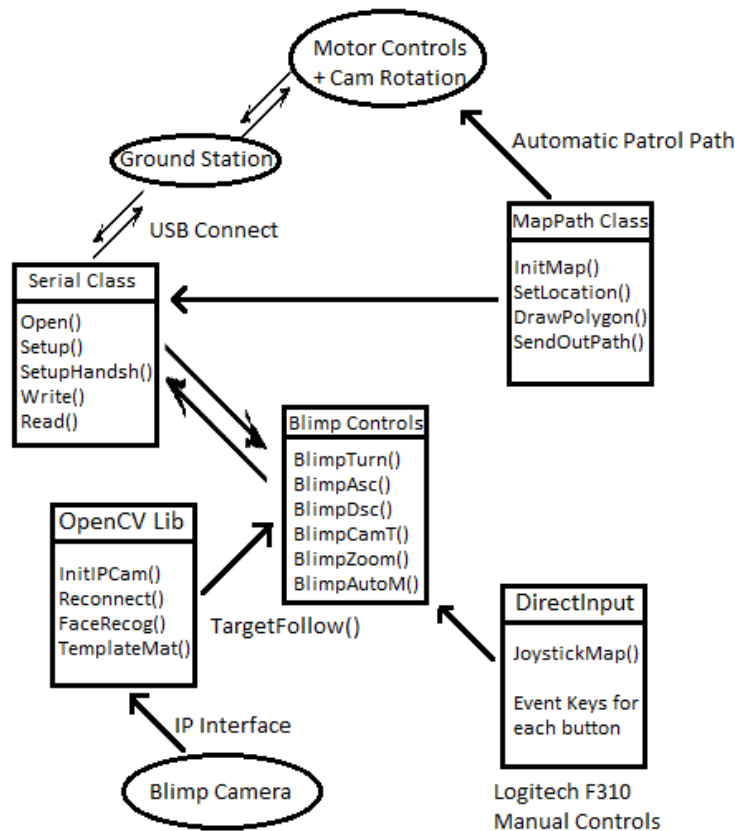 Motor Controls
+ Cam Rotation
Ground Station
Automatic Patrol Path
USB Connect
MapPath Class
InitMap()
SetLocation()
DrawPolygon()
SendOutPath()
Serial Class
Open()
Setup()
SetupHandsh()
Write()
Read()
Blimp Controls
BlimpTurn()
BlimpAsc()
BlimpDsc()
BlimpCamT()
BlimpZoom()
BlimpAutoM()
OpenCV Lib
InitIPCam()
Reconnect()
FaceRecog()
TemplateMat()
TargetFollow()
DirectInput
JoystickMap()
Event Keys for
each button
IP Interface
Blimp Camera
Logitech F310
Manual Controls